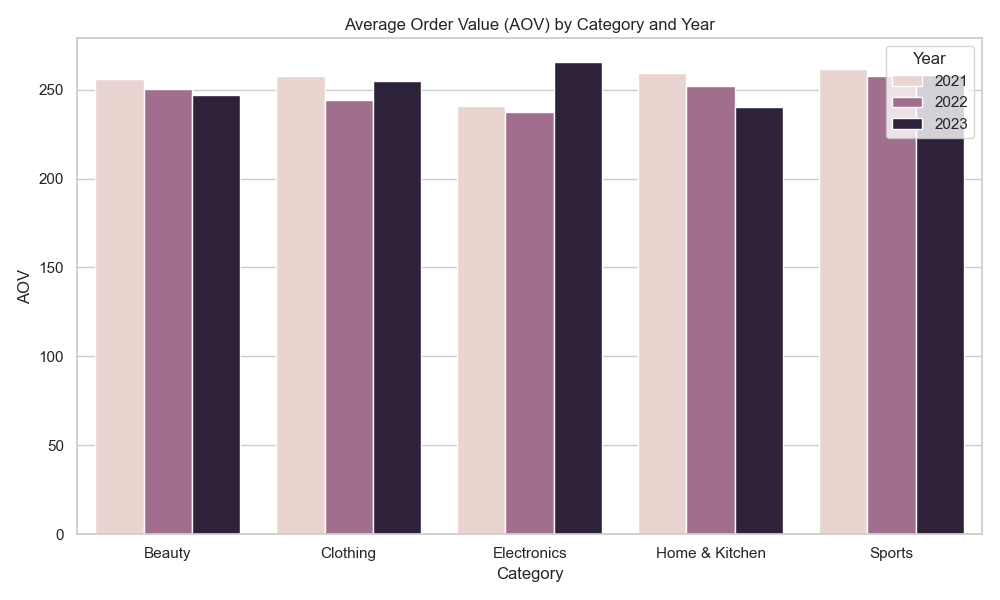 Average Order Value (AOV) by Category and Year
Year
2021
2022
2023
AOV
250
200
150
100
50
0
Beauty
Clothing
Electronics
Home & Kitchen
Sports
Category